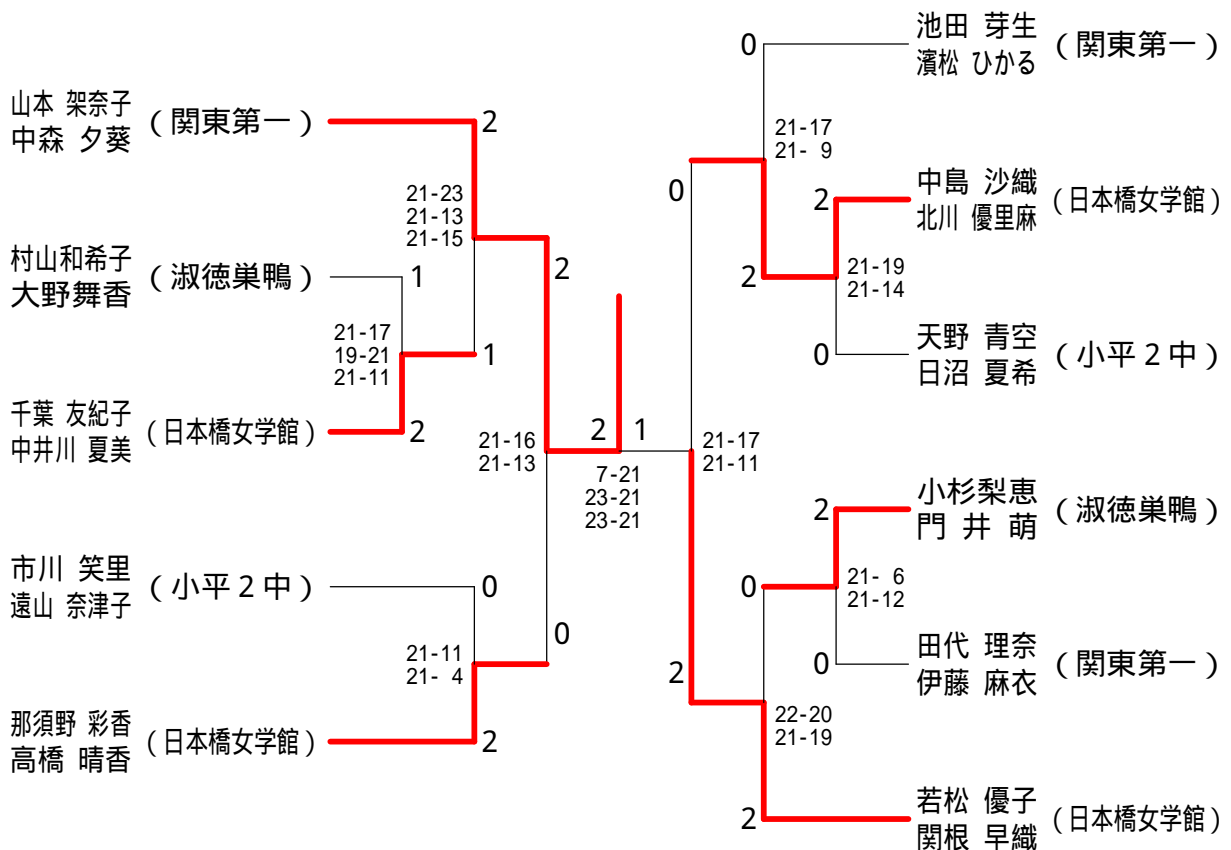 山本 架奈子
中森 夕葵
(関東第一)
2
21-23
21-13
21-15
村山和希子
大野舞香
(淑徳巣鴨)
1
21-17
19-21
21-11
1
千葉 友紀子
中井川 夏美
(日本橋女学館)
2
2
21-16
21-13
市川 笑里
遠山 奈津子
(小平2中)
0
21-11
21- 4
0
那須野 彩香
高橋 晴香
(日本橋女学館)
2
2 1
7-21
23-21
23-21
0
池田 芽生
濱松 ひかる
(関東第一)
21-17
21- 9
0
2
中島 沙織
北川 優里麻
(日本橋女学館)
2
21-19
21-14
0
天野 青空
日沼 夏希
(小平2中)
21-17
21-11
2
小杉梨恵
門井 萌
(淑徳巣鴨)
0
21- 6
21-12
2
0
田代 理奈
伊藤 麻衣
(関東第一)
22-20
21-19
2
若松 優子
関根 早織
(日本橋女学館)